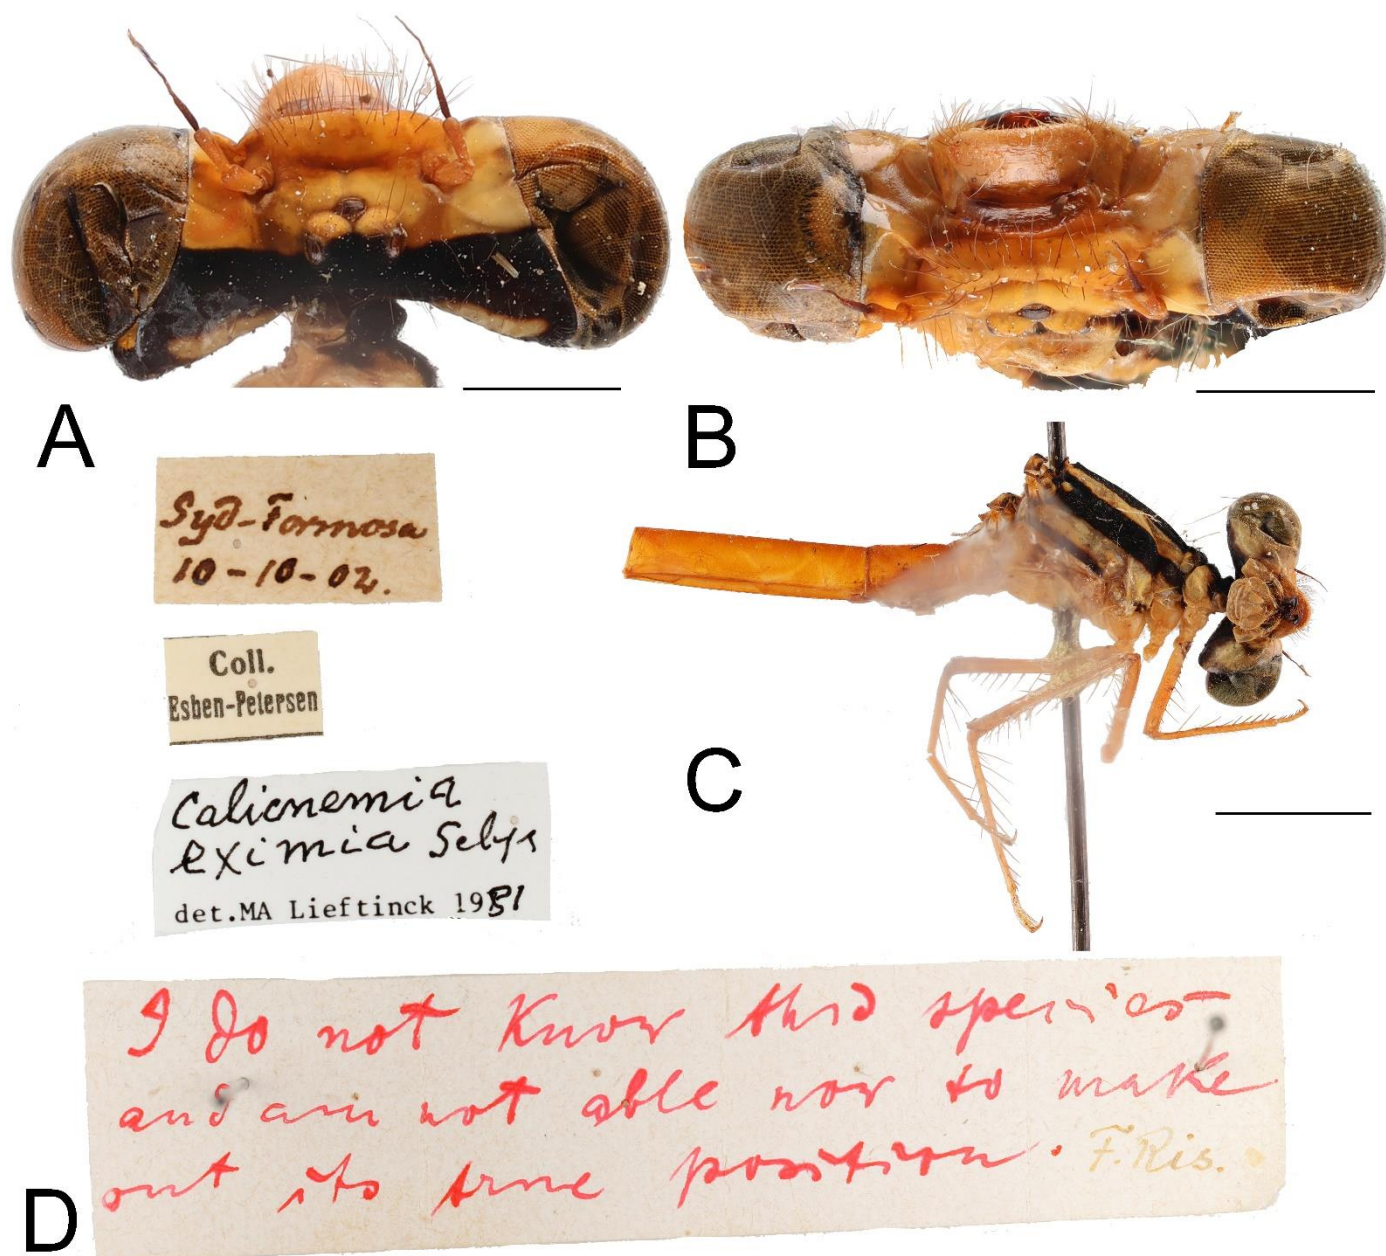 A
B
Syd-Formosa
10-10-02.
Coll.
Esben-Petersen
C
Calicnemia
eximia Selys
det.MA Lieftinck 1981
I do not know this species
and am not able now to make
out its true position. F. Ris.
D